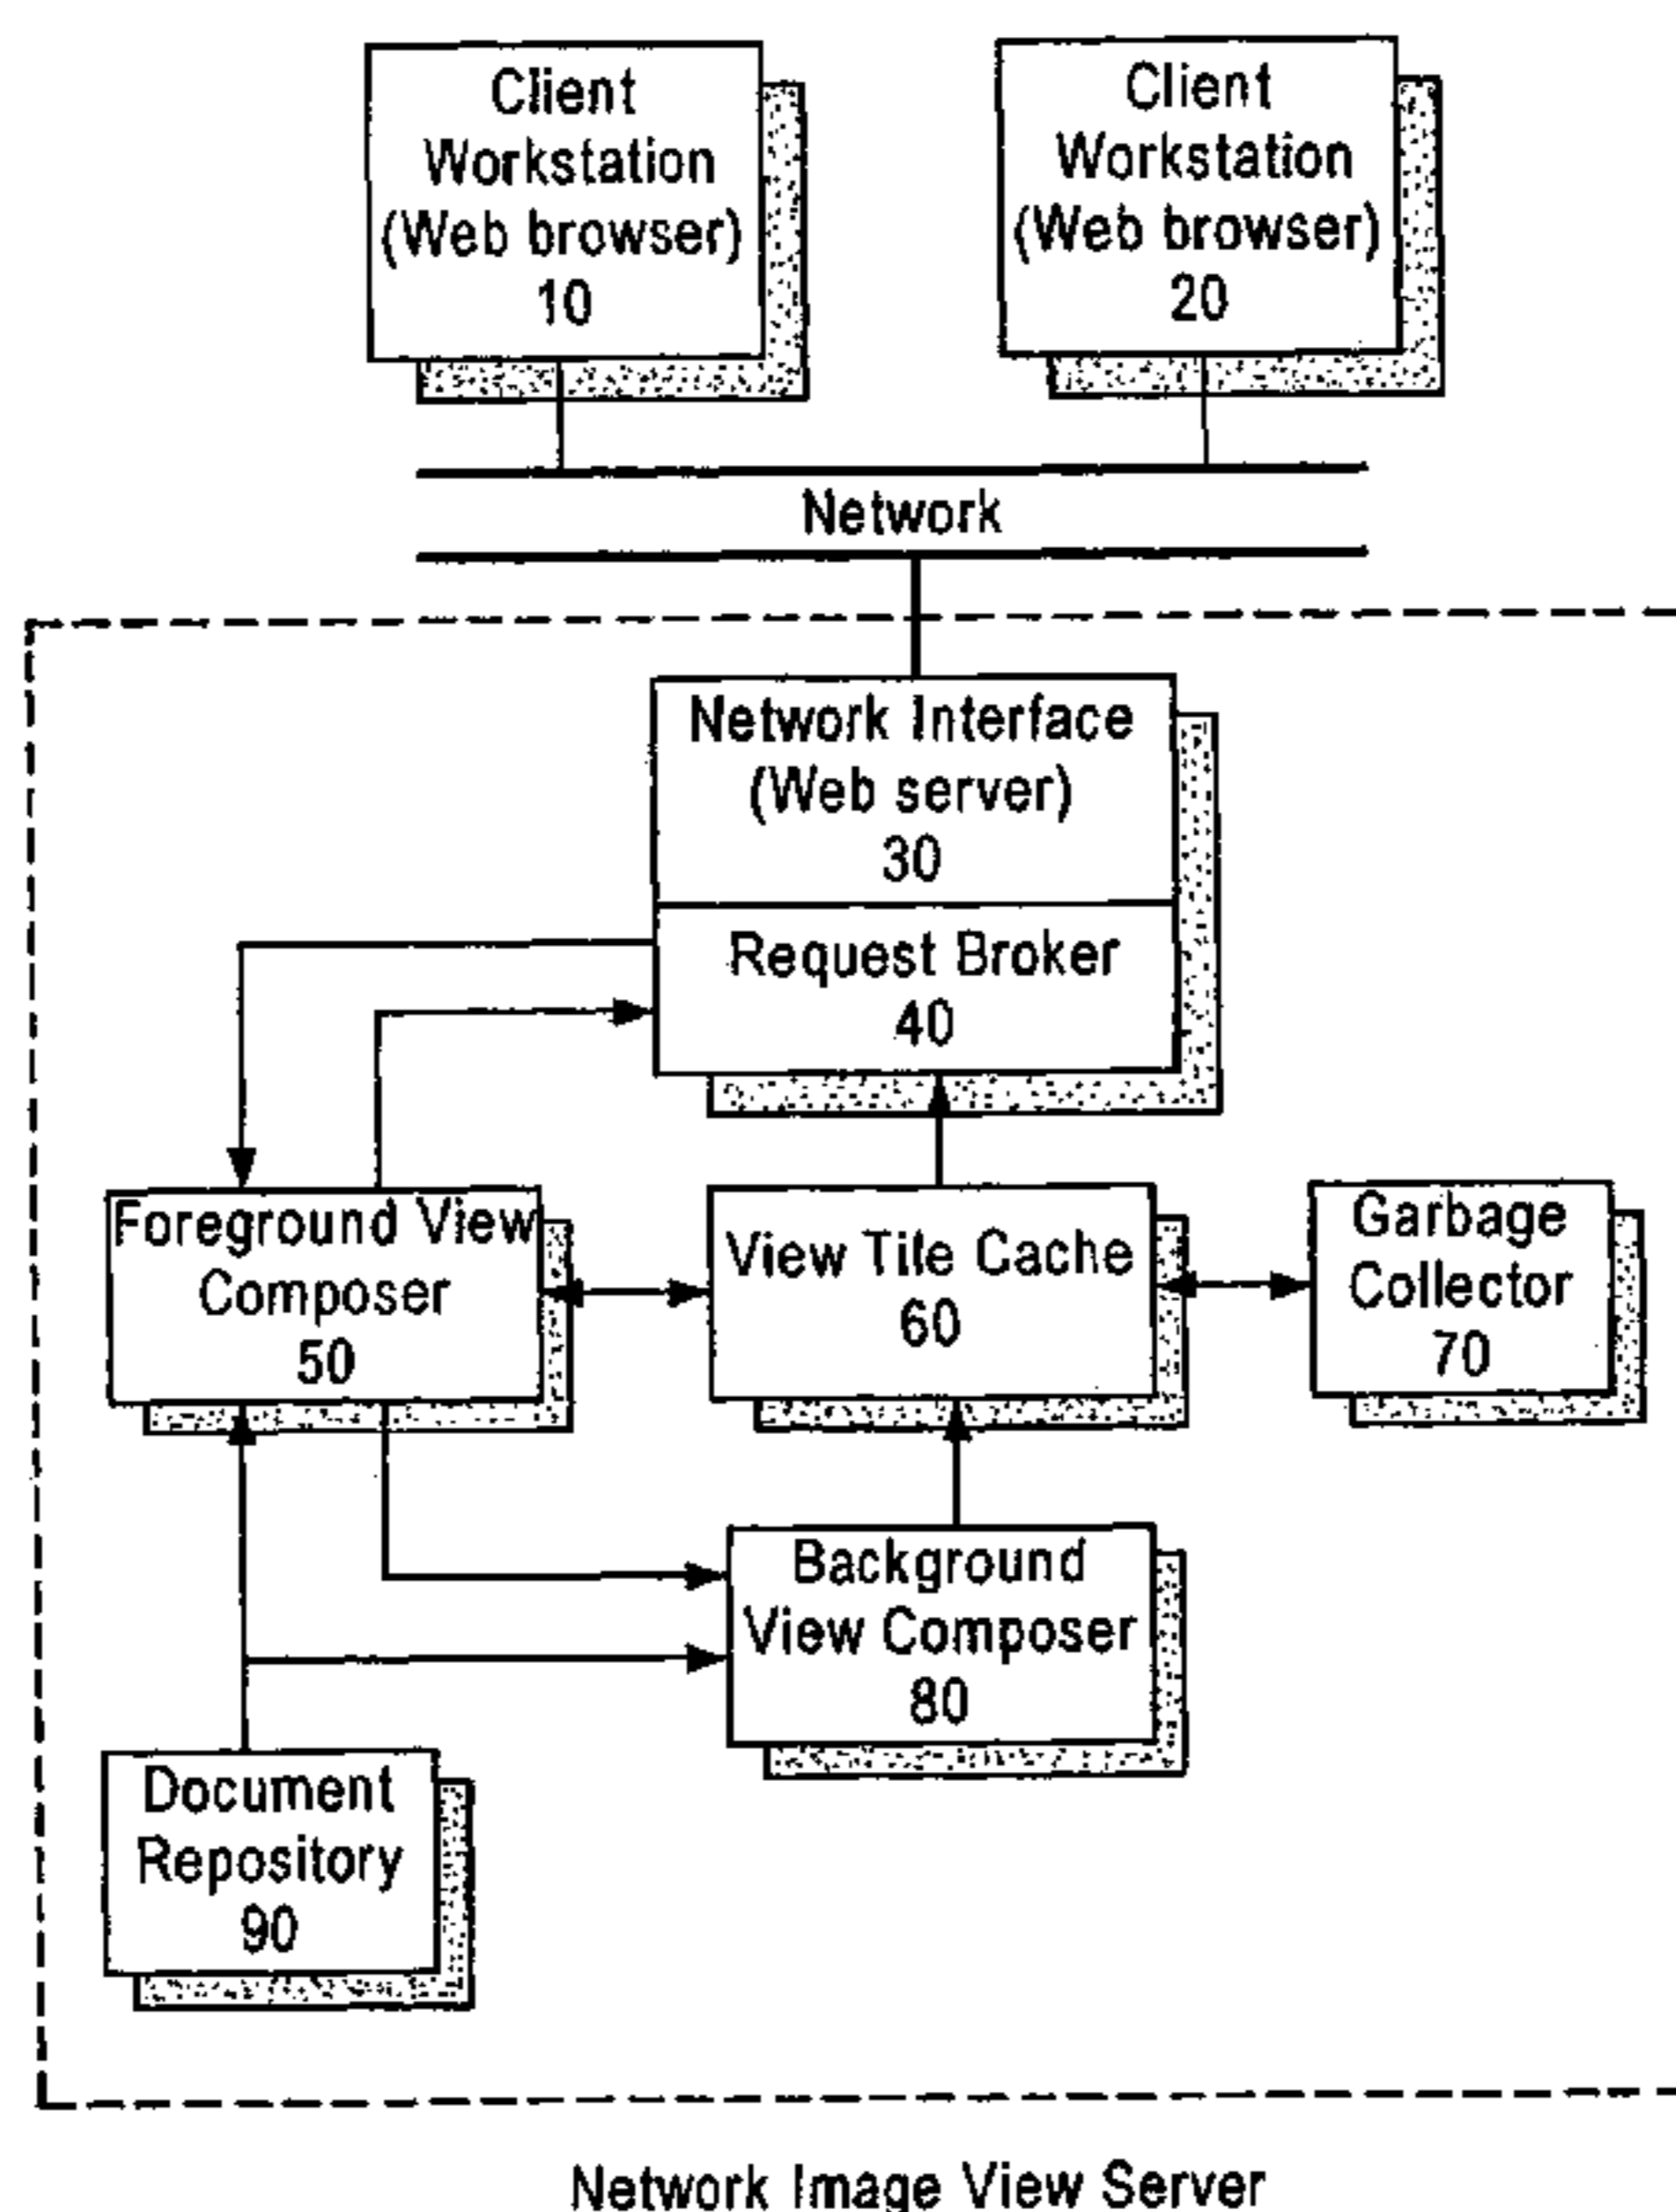 Client
Workstation
(Web browser)
10
Client
Workstation
(Web browser)
20
Network
Network Interface
(Web server)
30
Request Broker
40
Foreground View
Composer
50
View Tile Cache
60
Garbage
Collector
70
Background
View Composer
80
Document
Repository
90
Network Image View Server